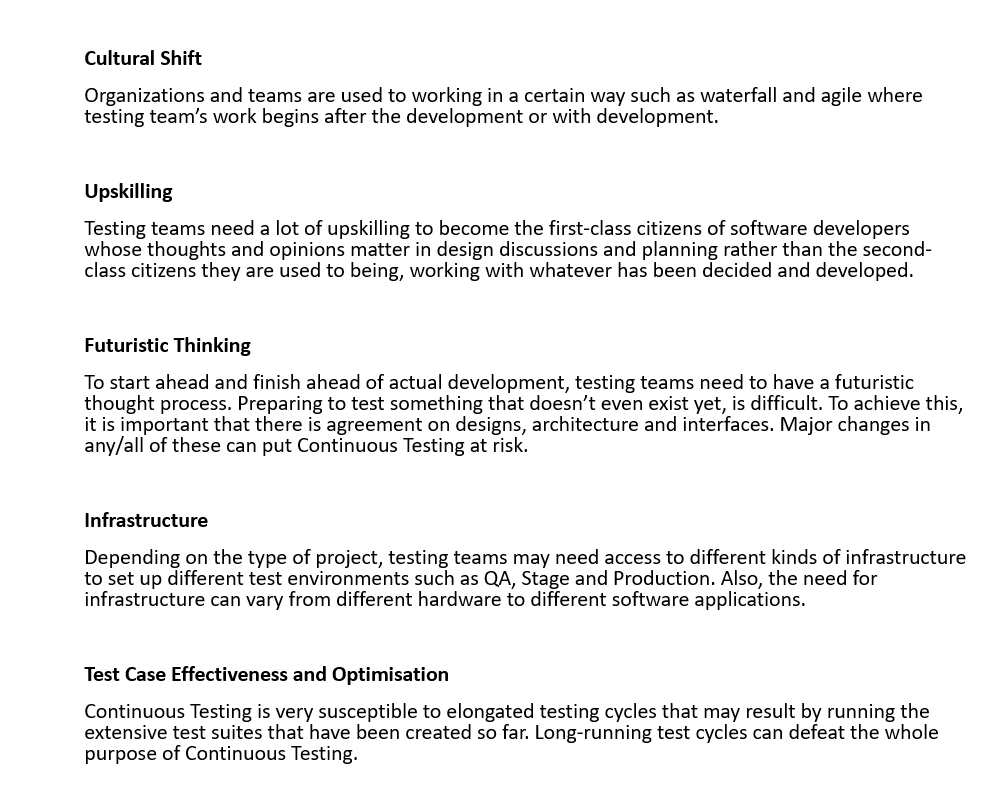 Cultural Shift
Organizations and teams are used to working in a certain way such as waterfall and agile where
testing team’s work begins after the development or with development.
Upskilling
Testing teams need a lot of upskilling to become the first-class citizens of software developers
whose thoughts and opinions matter in design discussions and planning rather than the second-
class citizens they are used to being, working with whatever has been decided and developed.
Futuristic Thinking
To start ahead and finish ahead of actual development, testing teams need to have a futuristic
thought process. Preparing to test something that doesn’t even exist yet, is difficult. To achieve this,
it is important that there is agreement on designs, architecture and interfaces. Major changes in
any/all of these can put Continuous Testing at risk.
Infrastructure
Depending on the type of project, testing teams may need access to different kinds of infrastructure
to set up different test environments such as QA, Stage and Production. Also, the need for
infrastructure can vary from different hardware to different software applications.
Test Case Effectiveness and Optimisation
Continuous Testing is very susceptible to elongated testing cycles that may result by running the
extensive test suites that have been created so far. Long-running test cycles can defeat the whole
purpose of Continuous Testing.